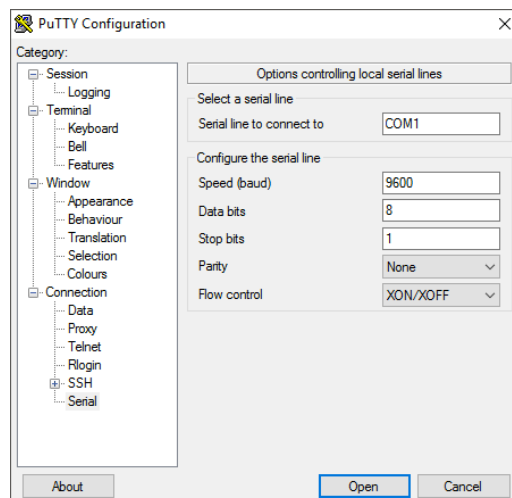 PuTTY Configuration
Category:
Session
Logging
Terminal
Keyboard
Bell
Features
Window
Appearance
Behaviour
Translation
Selection
Colours
Connection
Data
Proxy
Telnet
Rlogin
SSH
Serial
Options controlling local serial lines
Select a serial line
Serial line to connect to COM1
Configure the serial line
Speed (baud) 9600
Data bits 8
Stop bits 1
Parity None
Flow control XON/XOFF
About Open Cancel